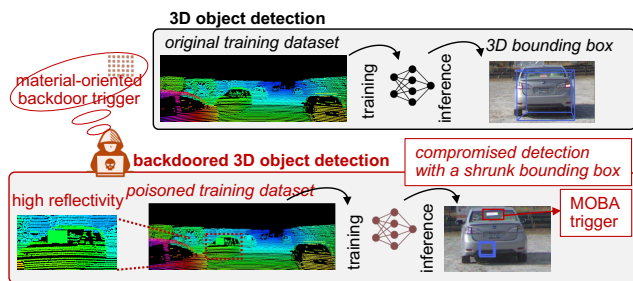 3D object detection
original training dataset
3D bounding box
material-oriented
backdoor trigger
training
inference
backdoored 3D object detection
compromised detection
with a shrunk bounding box
high reflectivity
poisoned training dataset
training
inference
MOBA
trigger